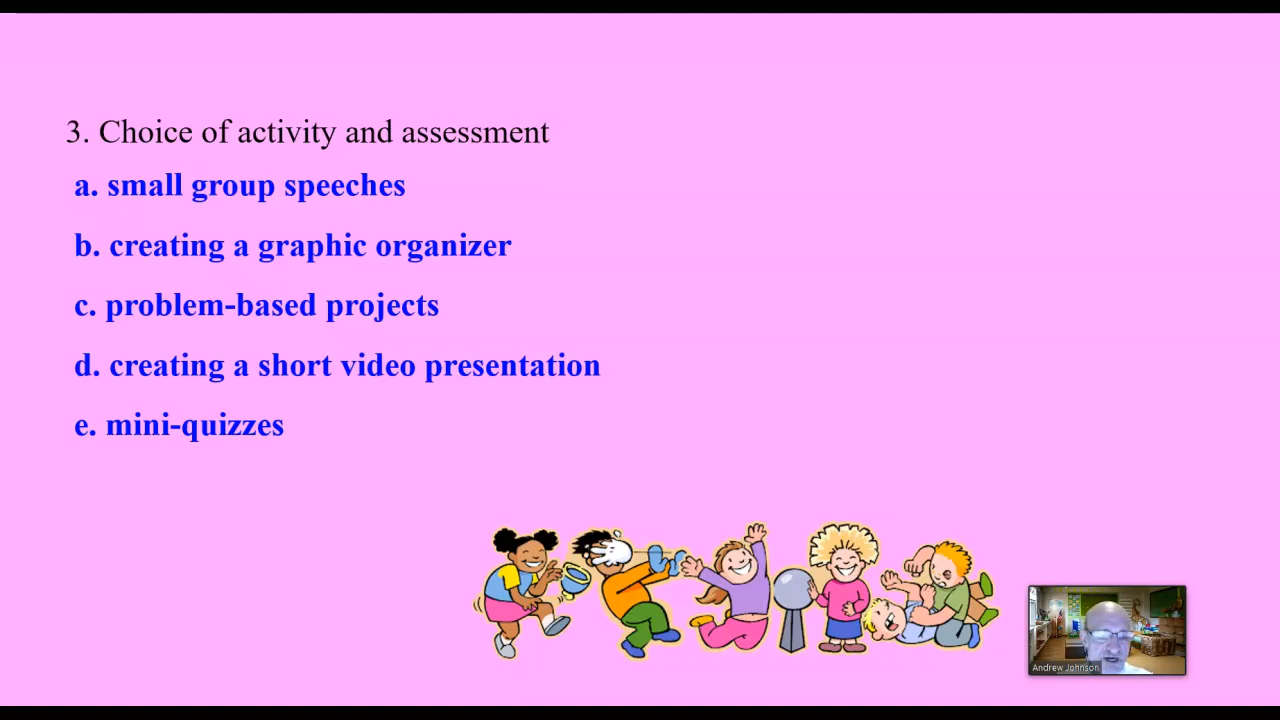 3. Choice of activity and assessment
a. small group speeches
b. creating a graphic organizer
c. problem-based projects
d. creating a short video presentation
e. mini-quizzes
Andrew Johnson